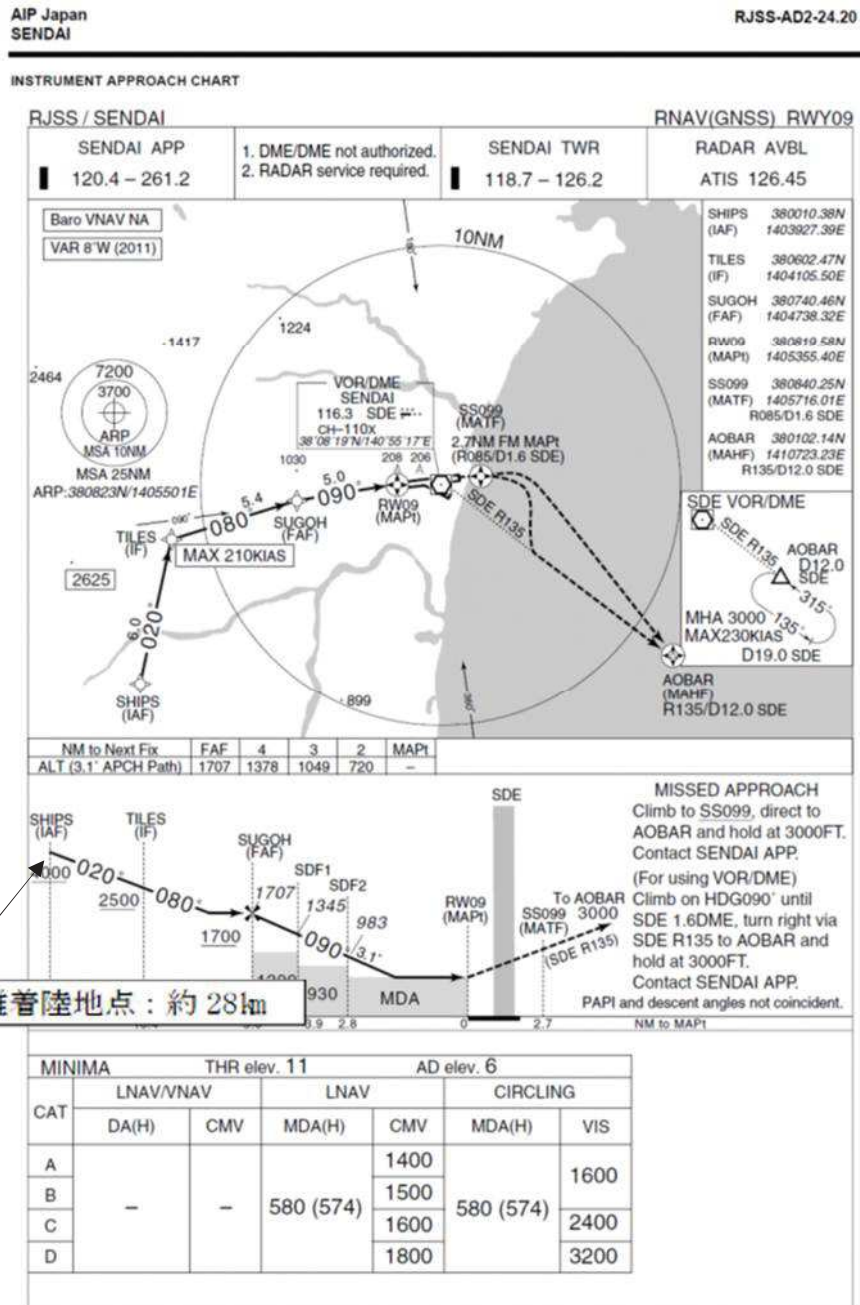 AIP Japan
SENDAI
RJSS-AD2-24.20
INSTRUMENT APPROACH CHART
RJSS / SENDAI
RNAV(GNSS) RWY09
SENDAI APP
120.4 – 261.2
1. DME/DME not authorized.
2. RADAR service required.
SENDAI TWR
118.7 – 126.2
RADAR AVBL
ATIS 126.45
Baro VNAV NA
VAR 8°W (2011)
10NM
180°
SHIPS 380010.38N
(IAF) 1403927.39E
TILES 380602.47N
(IF) 1404105.50E
SUGOH 380740.46N
(FAF) 1404738.32E
RW09 380819.58N
(MAPt) 1405355.40E
SS099 380840.25N
(MATF) 1405716.01E
R085/D1.6 SDE
AOBAR 380102.14N
(MAHF) 1410723.23E
R135/D12.0 SDE
1224
1417
2464
7200
3700
ARP
MSA 10NM
MSA 25NM
ARP:380823N/1405501E
VOR/DME
SENDAI
116.3 SDE
CH–110X
38°08′19″N/140°55′17″E
1030
208 206
SS099
(MATF)
2.7NM FM MAPt
(R085/D1.6 SDE)
5.4
5.0
090°
080°
090°
RW09
(MAPt)
SUGOH
(FAF)
TILES
(IF)
MAX 210KIAS
2625
SDE R135
6.0
020°
SHIPS
(IAF)
899
360°
SDE VOR/DME
SDE R135
AOBAR
D12.0
SDE
315°
135°
MHA 3000
MAX230KIAS
D19.0 SDE
AOBAR
(MAHF)
R135/D12.0 SDE
NM to Next Fix FAF 4 3 2 MAPt
ALT (3.1° APCH Path) 1707 1378 1049 720 –
SHIPS
(IAF)
TILES
(IF)
SUGOH
(FAF)
SDF1
SDF2
SDE
RW09
(MAPt)
SS099
(MATF)
To AOBAR
3000
(SDE R135)
020°
2500
080°
1700
1707
1345
983
090°
3.1°
930
MDA
2.8
0
2.7
NM to MAPt
着陸地点：約 28km
MISSED APPROACH
Climb to SS099, direct to
AOBAR and hold at 3000FT.
Contact SENDAI APP.
(For using VOR/DME)
Climb on HDG090° until
SDE 1.6DME, turn right via
SDE R135 to AOBAR and
hold at 3000FT.
Contact SENDAI APP.
PAPI and descent angles not coincident.
MINIMA THR elev. 11 AD elev. 6
CAT LNAV/VNAV LNAV CIRCLING
DA(H) CMV MDA(H) CMV MDA(H) VIS
A – – 580 (574) 1400 580 (574) 1600
B 1500
C 1600 2400
D 1800 3200